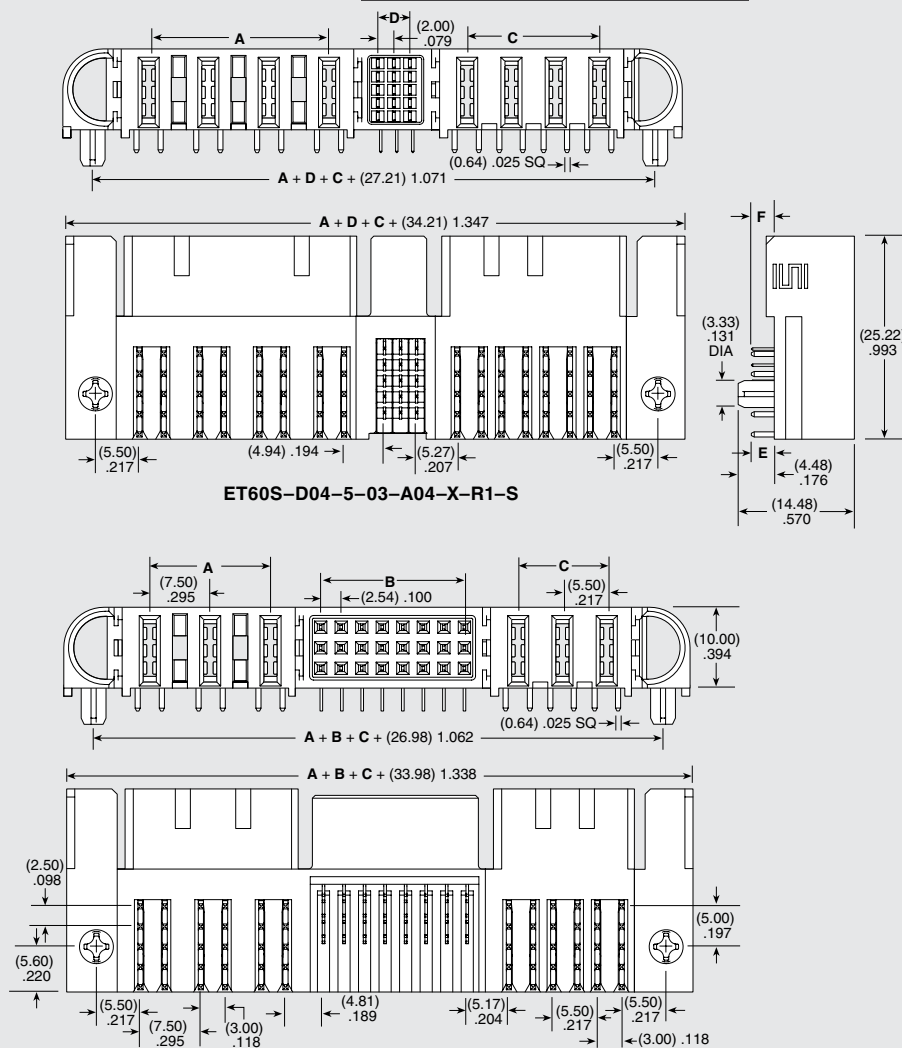 A
D
(2.00)
.079
C
(0.64) .025 SQ
A + D + C + (27.21) 1.071
A + D + C + (34.21) 1.347
F
(3.33)
.131
DIA
(25.22)
.993
(5.50)
.217
(4.94) .194
(5.27)
.207
(5.50)
.217
E
(4.48)
.176
(14.48)
.570
ET60S–D04–5–03–A04–X–R1–S
A
(7.50)
.295
B
(2.54) .100
C
(5.50)
.217
(10.00)
.394
(0.64) .025 SQ
A + B + C + (26.98) 1.062
A + B + C + (33.98) 1.338
(2.50)
.098
(5.60)
.220
(5.00)
.197
(5.50)
.217
(7.50)
.295
(3.00)
.118
(4.81)
.189
(5.17)
.204
(5.50)
.217
(5.50)
.217
(3.00) .118